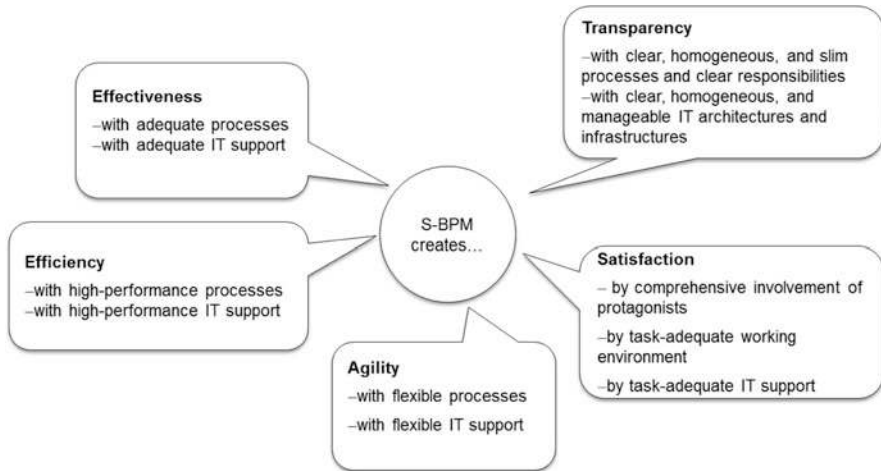 Transparency
–with clear, homogeneous, and slim
processes and clear responsibilities
–with clear, homogeneous, and
manageable IT architectures and
infrastructures
Effectiveness
–with adequate processes
–with adequate IT support
S-BPM
creates…
Efficiency
–with high-performance processes
–with high-performance IT support
Satisfaction
– by comprehensive involvement of
protagonists
–by task-adequate working
environment
–by task-adequate IT support
Agility
–with flexible processes
–with flexible IT support